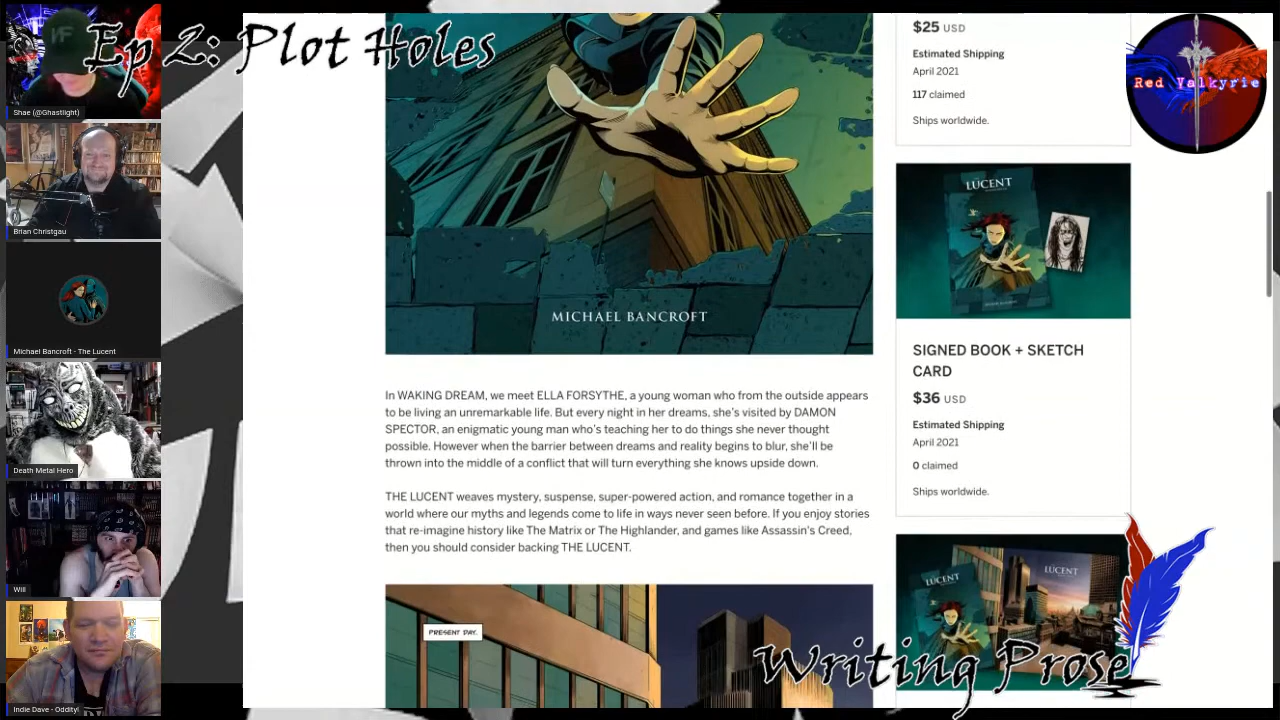 Ep 2: Plot Holes
Shae (@Ghastlight)
Brian Christgau
Michael Bancroft - The Lucent
Death Metal Hero
Will
Indie Dave - Oddity!
MICHAEL BANCROFT
In WAKING DREAM, we meet ELLA FORSYTHE, a young woman who from the outside appears
to be living an unremarkable life. But every night in her dreams, she's visited by DAMON
SPECTOR, an enigmatic young man who's teaching her to do things she never thought
possible. However when the barrier between dreams and reality begins to blur, she'll be
thrown into the middle of a conflict that will turn everything she knows upside down.
THE LUCENT weaves mystery, suspense, super-powered action, and romance together in a
world where our myths and legends come to life in ways never seen before. If you enjoy stories
that re-imagine history like The Matrix or The Highlander, and games like Assassin's Creed,
then you should consider backing THE LUCENT.
PRESENT DAY.
$25 USD
Estimated Shipping
April 2021
117 claimed
Ships worldwide.
LUCENT
SIGNED BOOK + SKETCH
CARD
$36 USD
Estimated Shipping
April 2021
0 claimed
Ships worldwide.
LUCENT
LUCENT
Red Valkyrie
Writing Prose